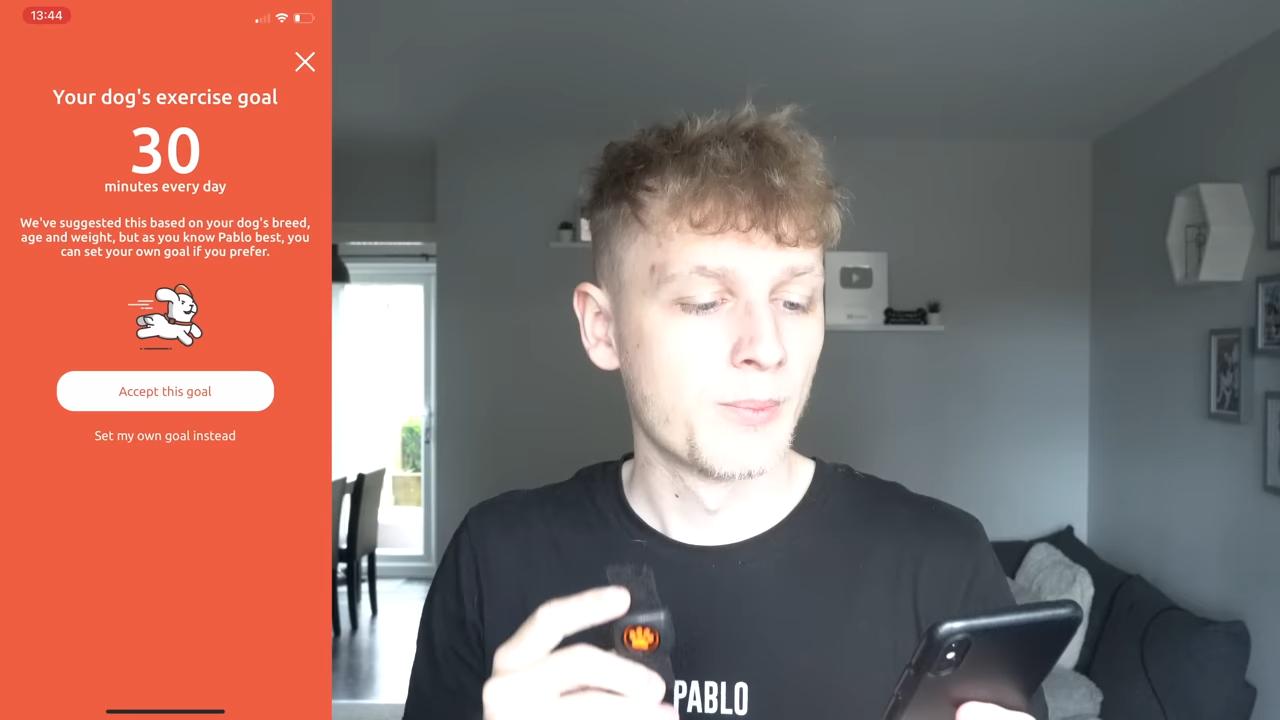 13:44
Your dog's exercise goal
30
minutes every day
We've suggested this based on your dog's breed,
age and weight, but as you know Pablo best, you
can set your own goal if you prefer.
Accept this goal
Set my own goal instead
PABLO